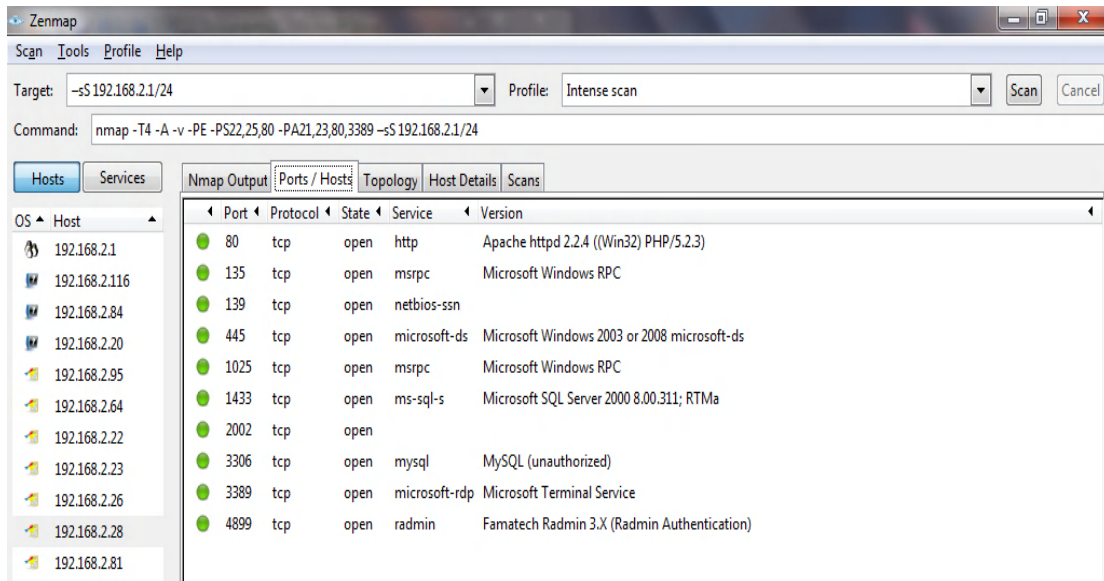 Zenmap
Scan Tools Profile Help
Target: –sS 192.168.2.1/24 Profile: Intense scan Scan Cancel
Command: nmap -T4 -A -v -PE -PS22,25,80 -PA21,23,80,3389 –sS 192.168.2.1/24
Hosts Services
Nmap Output Ports / Hosts Topology Host Details Scans
OS Host
192.168.2.1
192.168.2.116
192.168.2.84
192.168.2.20
192.168.2.95
192.168.2.64
192.168.2.22
192.168.2.23
192.168.2.26
192.168.2.28
192.168.2.81
Port Protocol State Service Version
80 tcp open http Apache httpd 2.2.4 ((Win32) PHP/5.2.3)
135 tcp open msrpc Microsoft Windows RPC
139 tcp open netbios-ssn
445 tcp open microsoft-ds Microsoft Windows 2003 or 2008 microsoft-ds
1025 tcp open msrpc Microsoft Windows RPC
1433 tcp open ms-sql-s Microsoft SQL Server 2000 8.00.311; RTMa
2002 tcp open
3306 tcp open mysql MySQL (unauthorized)
3389 tcp open microsoft-rdp Microsoft Terminal Service
4899 tcp open radmin Famatech Radmin 3.X (Radmin Authentication)